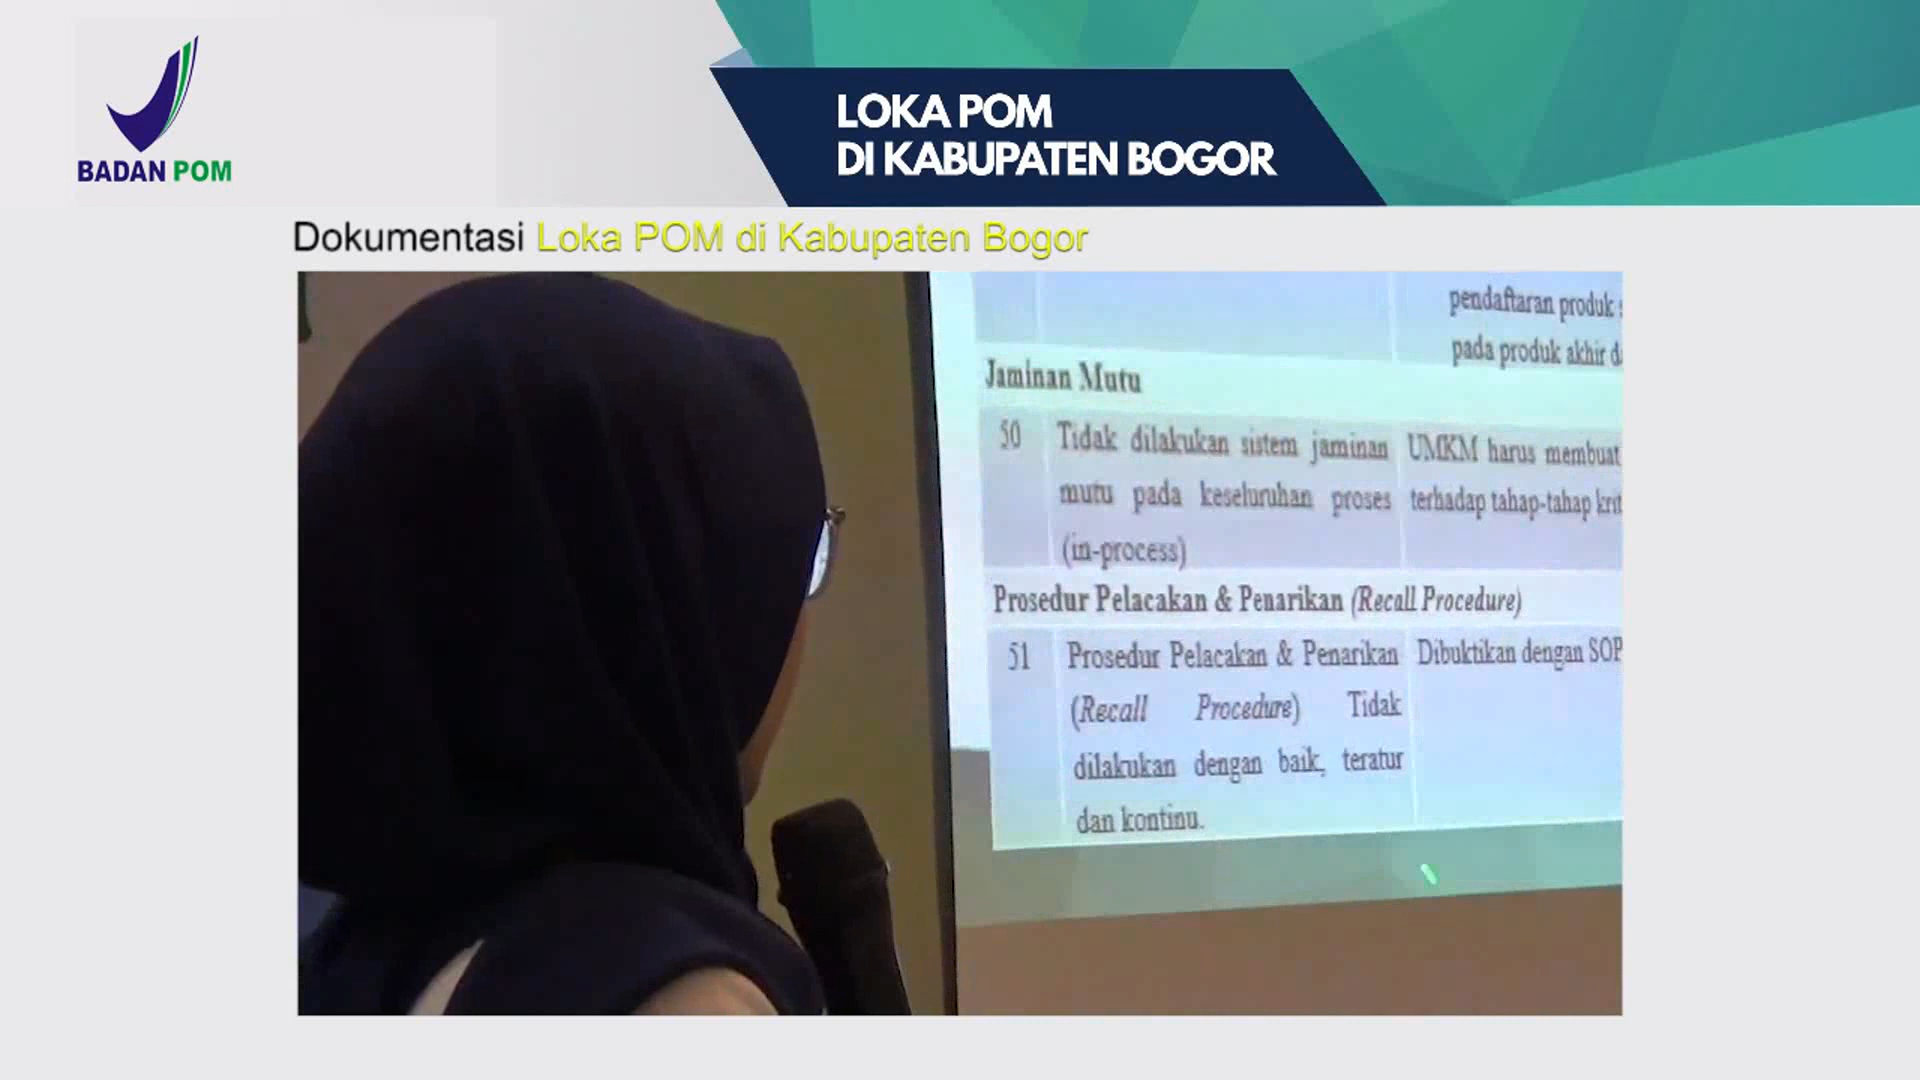 BADAN POM
LOKA POM
DI KABUPATEN BOGOR
Dokumentasi Loka POM di Kabupaten Bogor
pendaftaran produk
pada produk akhir
Jaminan Mutu
50 Tidak dilakukan sistem jaminan UMKM harus membuat
mutu pada keseluruhan proses terhadap tahap-tahap
(in-process)
Prosedur Pelacakan & Penarikan (Recall Procedure)
51 Prosedur Pelacakan & Penarikan Dibuktikan dengan SOP
(Recall Procedure) Tidak
dilakukan dengan baik, teratur
dan kontinu.